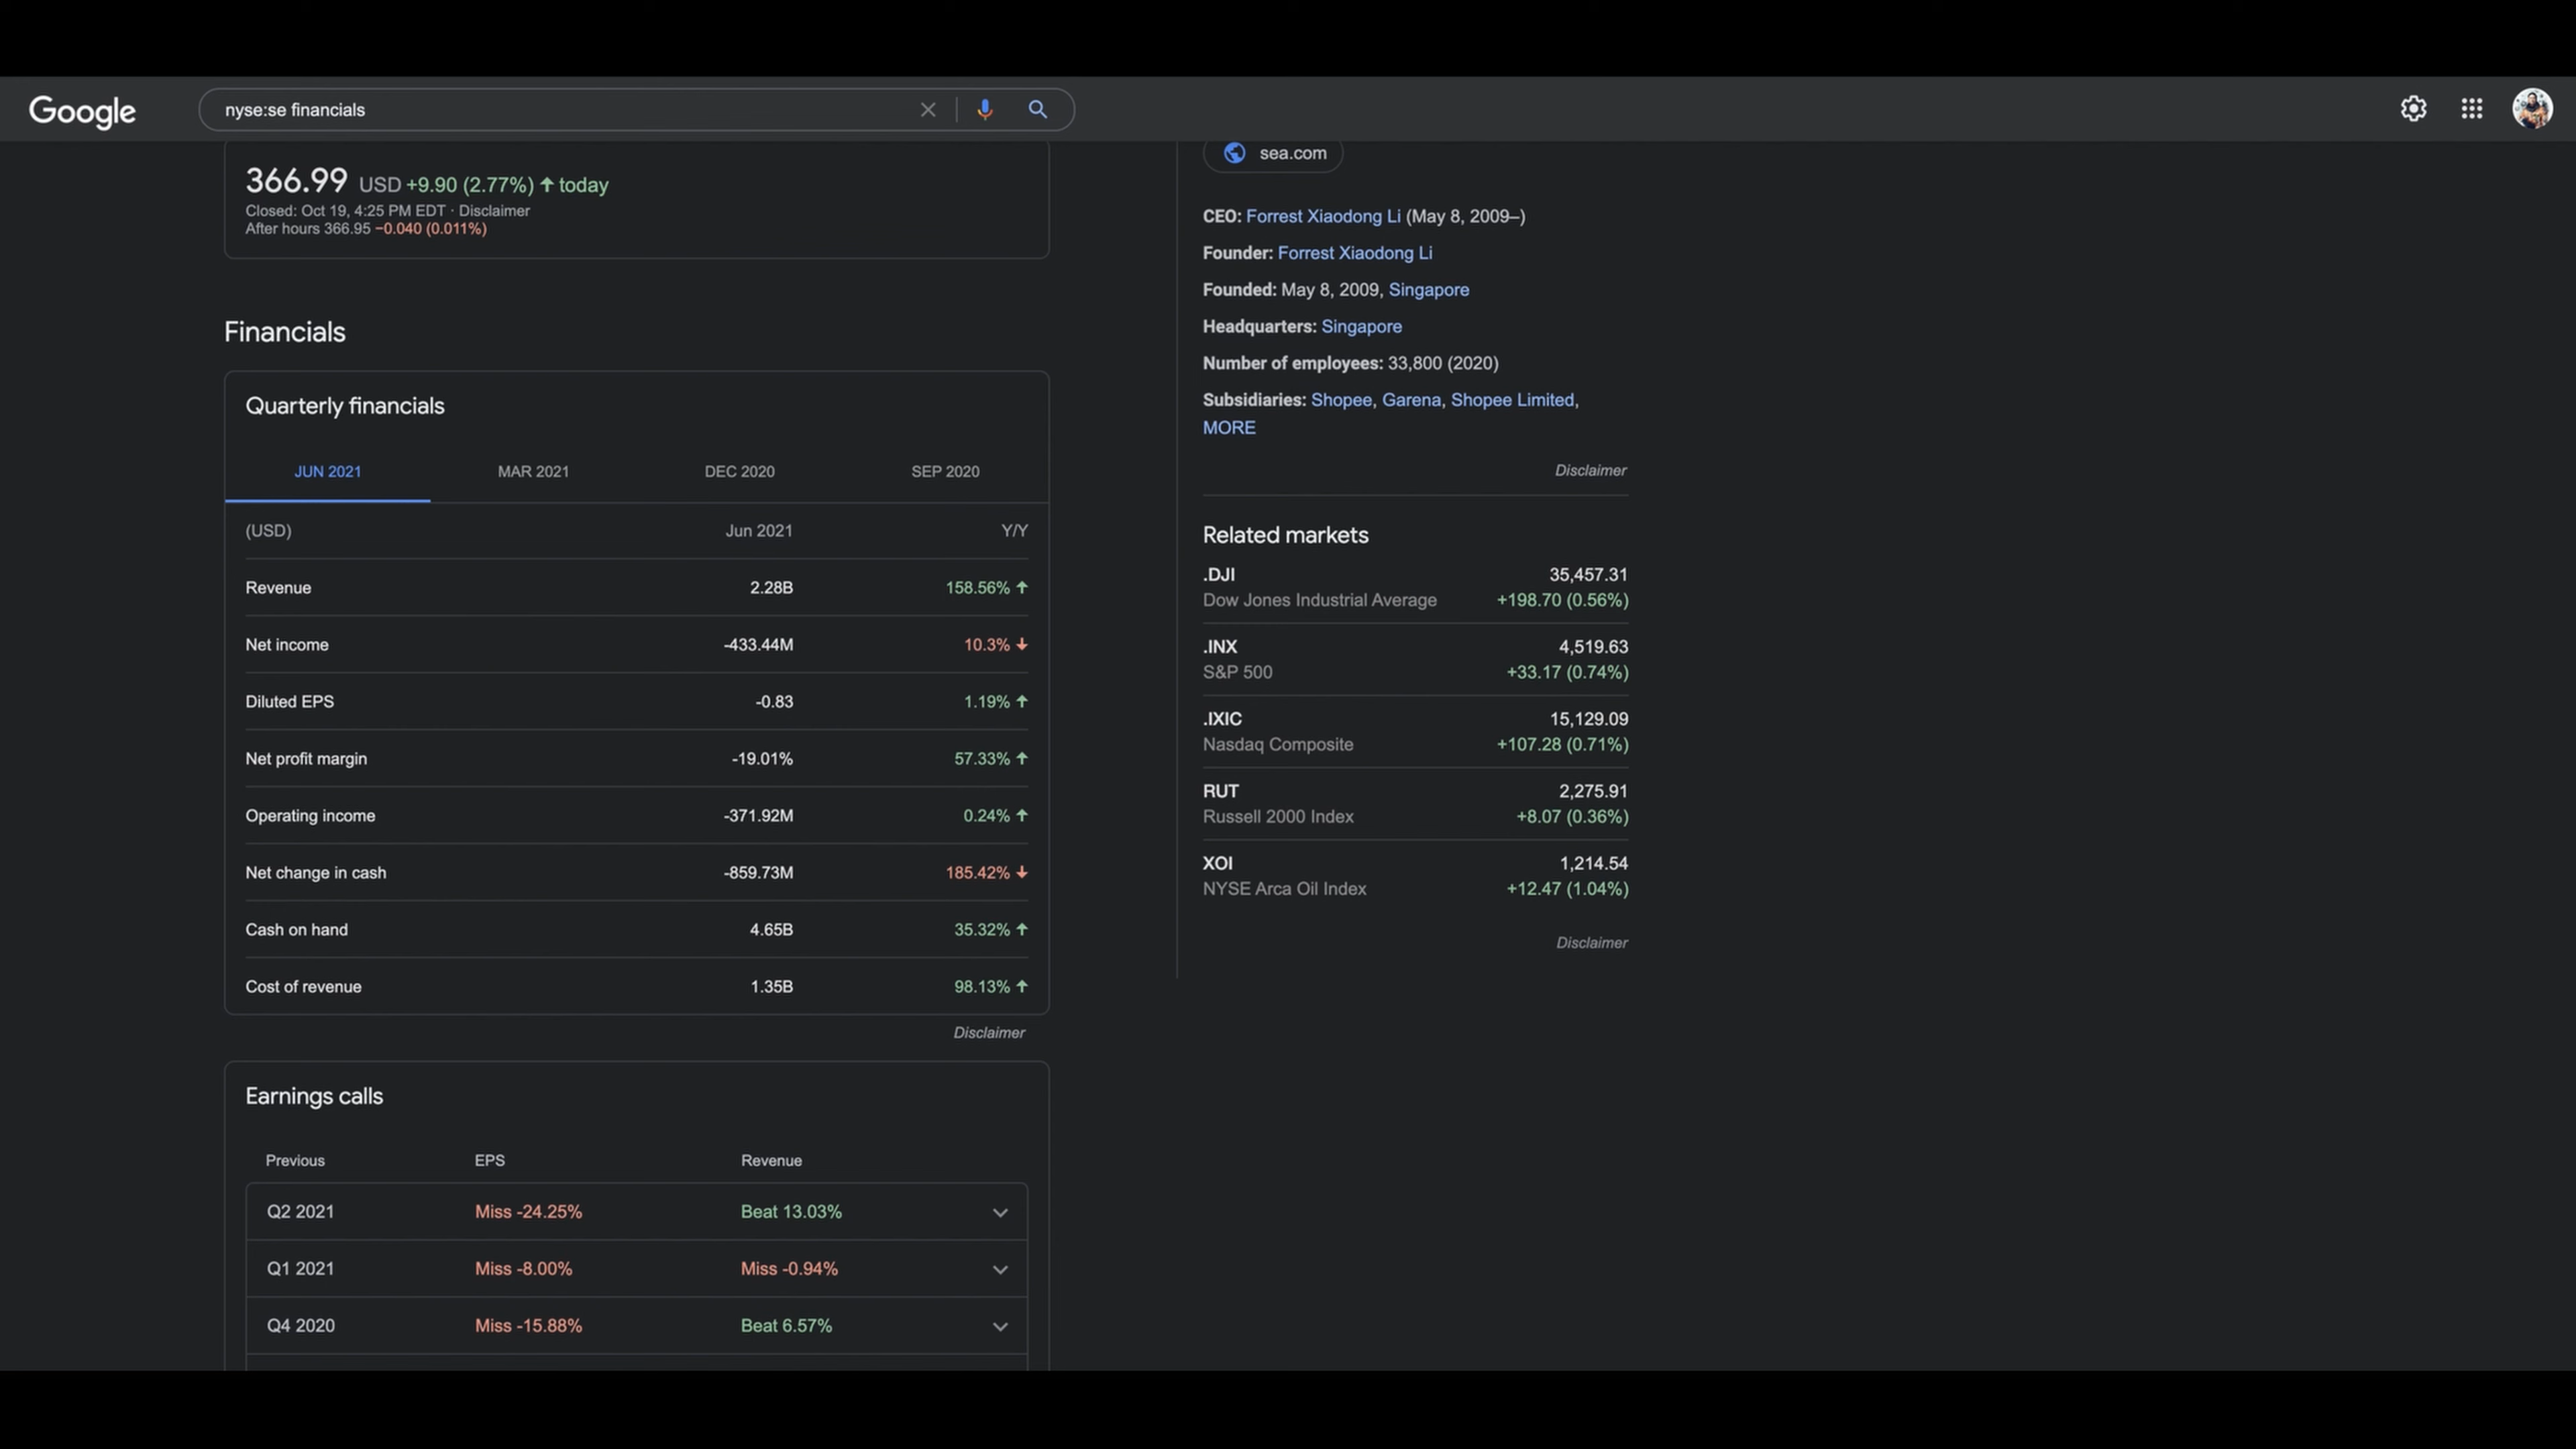 Google
nyse:se financials
366.99 USD +9.90 (2.77%) ↑ today
Closed: Oct 19, 4:25 PM EDT · Disclaimer
After hours 366.95 −0.040 (0.011%)
Financials
Quarterly financials
JUN 2021 MAR 2021 DEC 2020 SEP 2020
(USD) Jun 2021 Y/Y
Revenue 2.28B 158.56% ↑
Net income -433.44M 10.3% ↓
Diluted EPS -0.83 1.19% ↑
Net profit margin -19.01% 57.33% ↑
Operating income -371.92M 0.24% ↑
Net change in cash -859.73M 185.42% ↓
Cash on hand 4.65B 35.32% ↑
Cost of revenue 1.35B 98.13% ↑
Disclaimer
Earnings calls
Previous EPS Revenue
Q2 2021 Miss -24.25% Beat 13.03%
Q1 2021 Miss -8.00% Miss -0.94%
Q4 2020 Miss -15.88% Beat 6.57%
sea.com
CEO: Forrest Xiaodong Li (May 8, 2009–)
Founder: Forrest Xiaodong Li
Founded: May 8, 2009, Singapore
Headquarters: Singapore
Number of employees: 33,800 (2020)
Subsidiaries: Shopee, Garena, Shopee Limited,
MORE
Disclaimer
Related markets
.DJI 35,457.31
Dow Jones Industrial Average +198.70 (0.56%)
.INX 4,519.63
S&P 500 +33.17 (0.74%)
.IXIC 15,129.09
Nasdaq Composite +107.28 (0.71%)
RUT 2,275.91
Russell 2000 Index +8.07 (0.36%)
XOI 1,214.54
NYSE Arca Oil Index +12.47 (1.04%)
Disclaimer